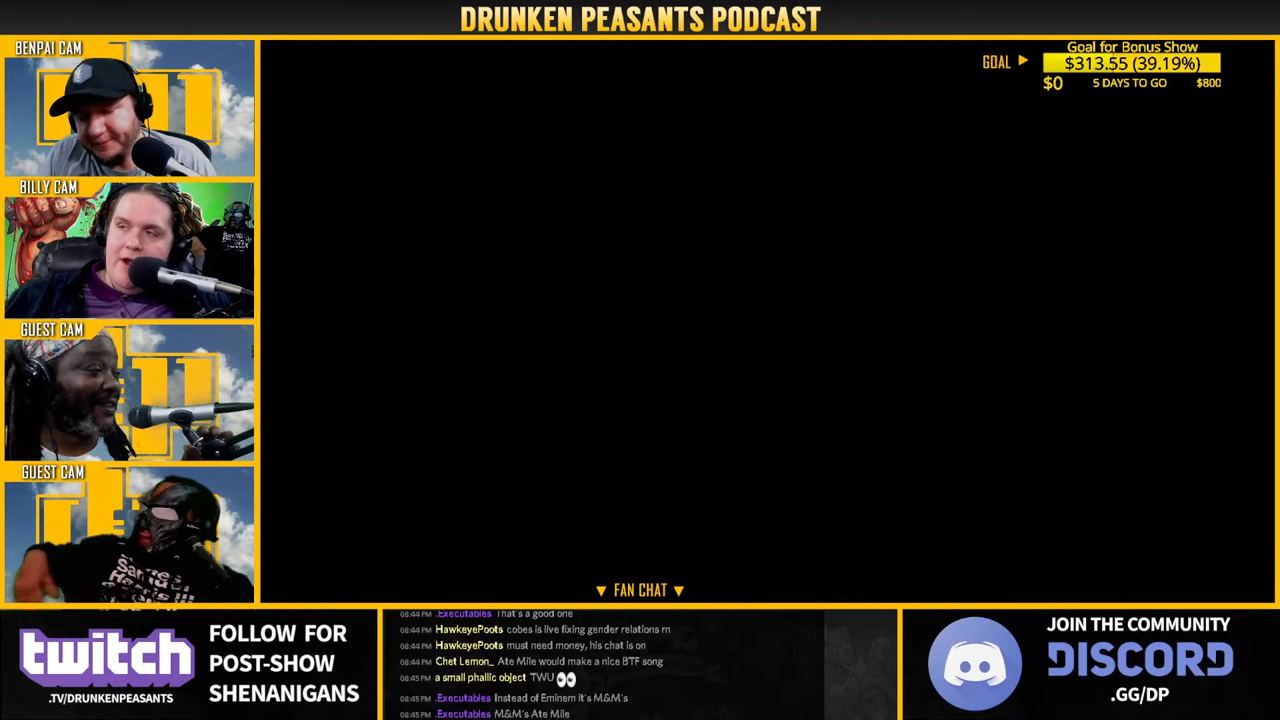 DRUNKEN PEASANTS PODCAST
BENPAI CAM
BILLY CAM
GUEST CAM
GUEST CAM
Goal for Bonus Show
GOAL ▶ $313.55 (39.19%)
$0 5 DAYS TO GO $800
▼ FAN CHAT ▼
twitch
.TV/DRUNKENPEASANTS
FOLLOW FOR
POST-SHOW
SHENANIGANS
08:44 PM .Executables That's a good one
08:44 PM HawkeyePoots cobes is live fixing gender relations rn
08:44 PM HawkeyePoots must need money, his chat is on
08:44 PM Chet Lemon_ Ate Mile would make a nice BTF song
08:45 PM a small phallic object TWU 👀
08:45 PM .Executables Instead of Eminem it's M&M's
08:45 PM .Executables M&M's Ate Mile
JOIN THE COMMUNITY
DISCORD
.GG/DP